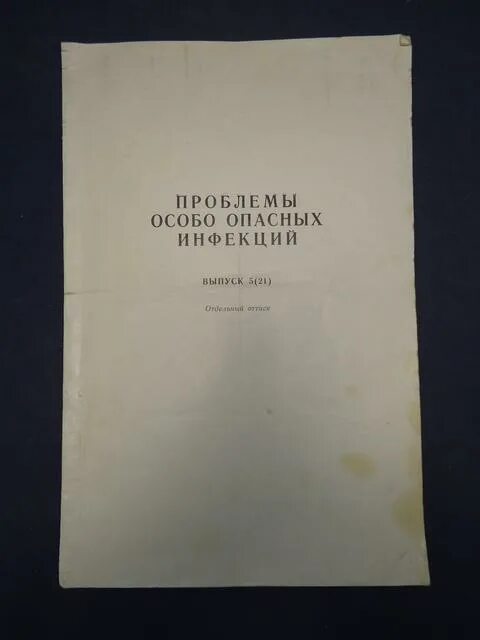 ПРОБЛЕМЫ
ОСОБО ОПАСНЫХ
ИНФЕКЦИЙ
ВЫПУСК 5(21)
Отдельный оттиск